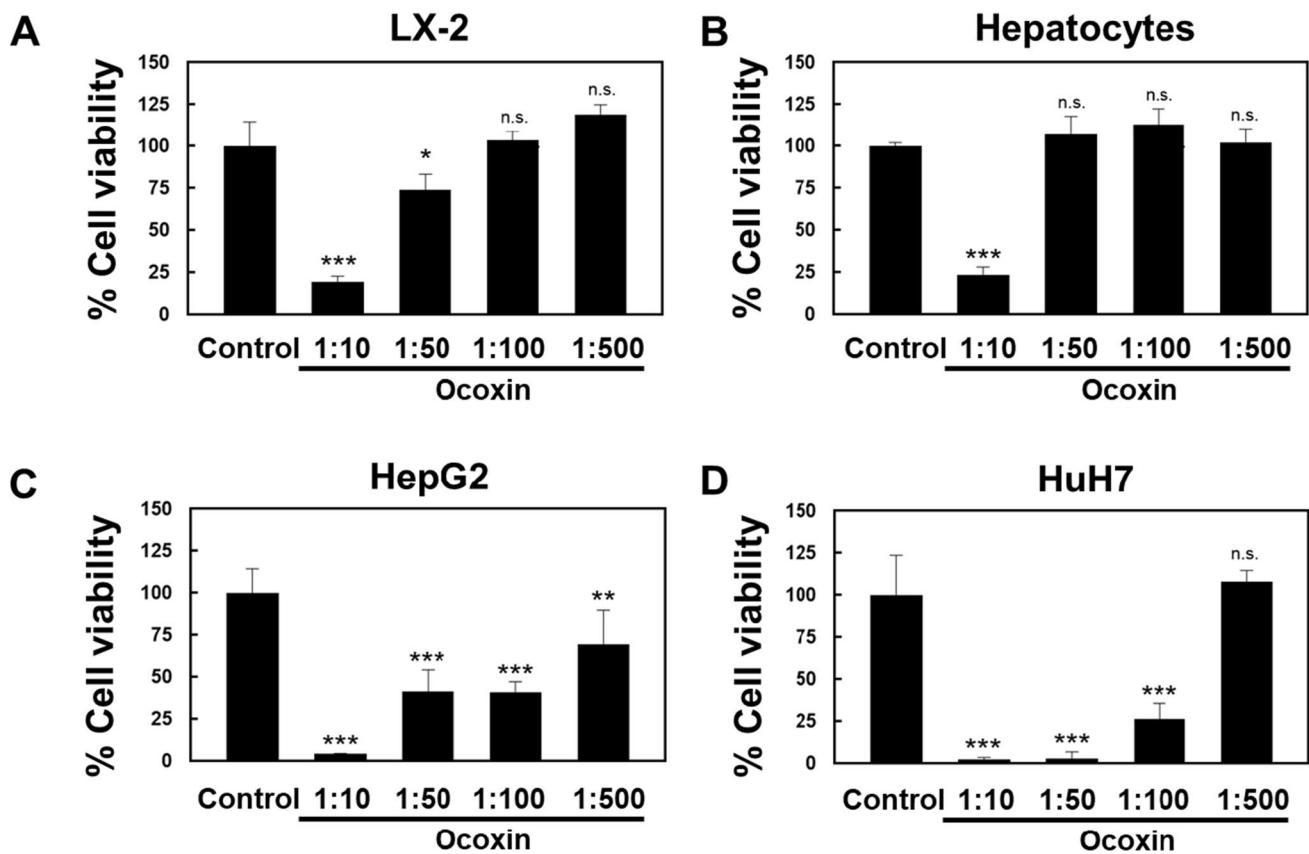 A
LX-2
% Cell viability
150
125
100
75
50
25
0
***
*
n.s.
n.s.
Control 1:10 1:50 1:100 1:500
Ocoxin
B
Hepatocytes
% Cell viability
150
125
100
75
50
25
0
***
n.s.
n.s.
n.s.
Control 1:10 1:50 1:100 1:500
Ocoxin
C
HepG2
% Cell viability
150
125
100
75
50
25
0
***
***
***
**
Control 1:10 1:50 1:100 1:500
Ocoxin
D
HuH7
% Cell viability
150
125
100
75
50
25
0
***
***
***
n.s.
Control 1:10 1:50 1:100 1:500
Ocoxin